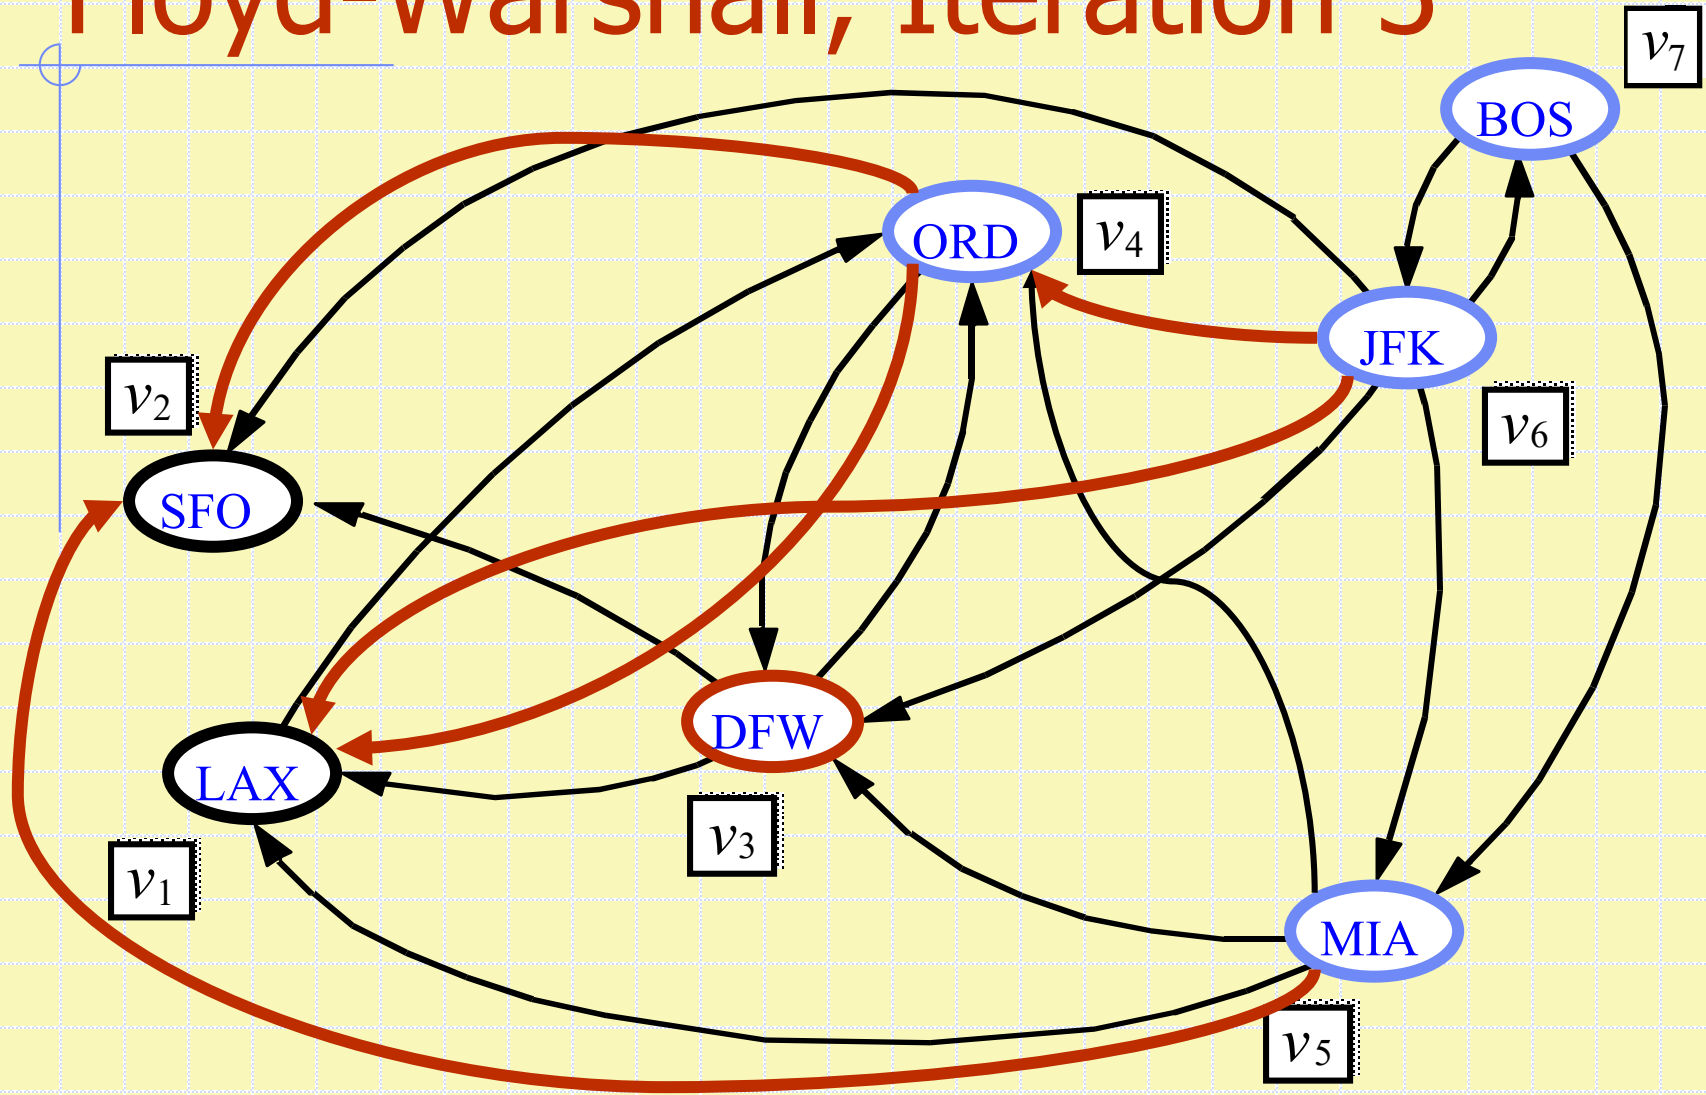 Floyd-Warshall, Iteration 3
v7
BOS
ORD
v4
JFK
v2
v6
SFO
DFW
LAX
v3
v1
MIA
v5